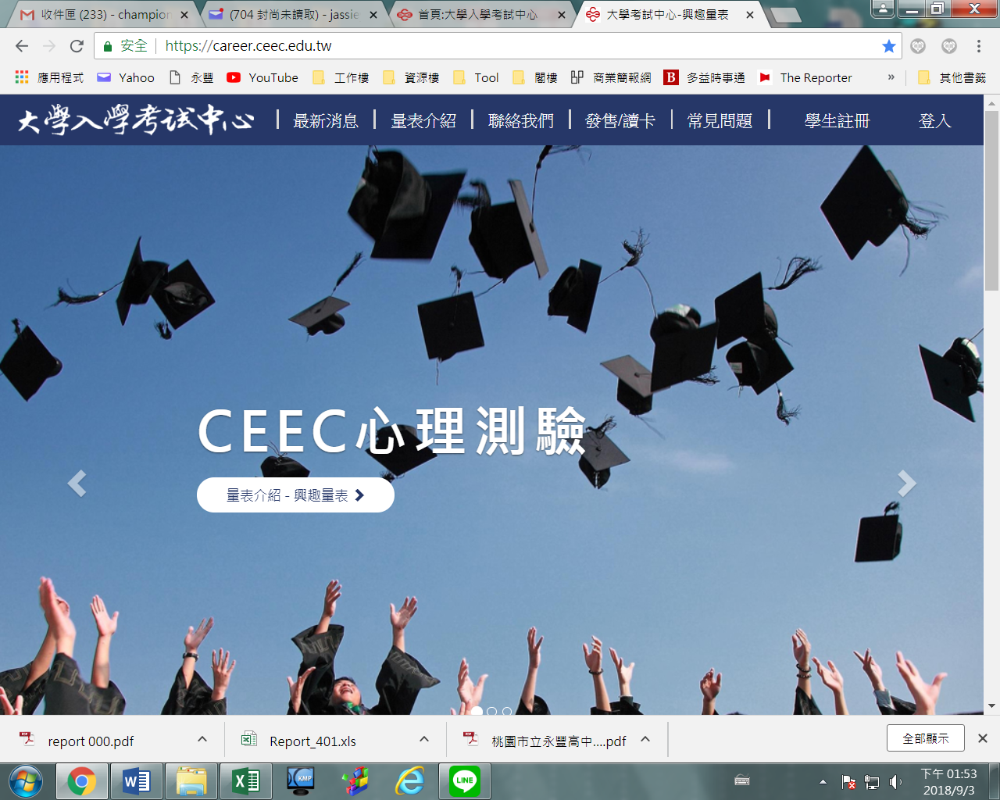 收件匣 (233) - champion
(704 封尚未讀取) - jassie
首頁:大學入學考試中心
大學考試中心-興趣量表
安全
https://career.ceec.edu.tw
應用程式
Yahoo
永豐
YouTube
工作樓
資源樓
Tool
閣樓
商業簡報網
B
多益時事通
The Reporter
»
其他書籤
大學入學考試中心
最新消息
量表介紹
聯絡我們
發售/讀卡
常見問題
學生註冊
登入
CEEC心理測驗
量表介紹 - 興趣量表
report 000.pdf
Report_401.xls
桃園市立永豐高中....pdf
全部顯示
KMP
LINE
下午 01:53
2018/9/3